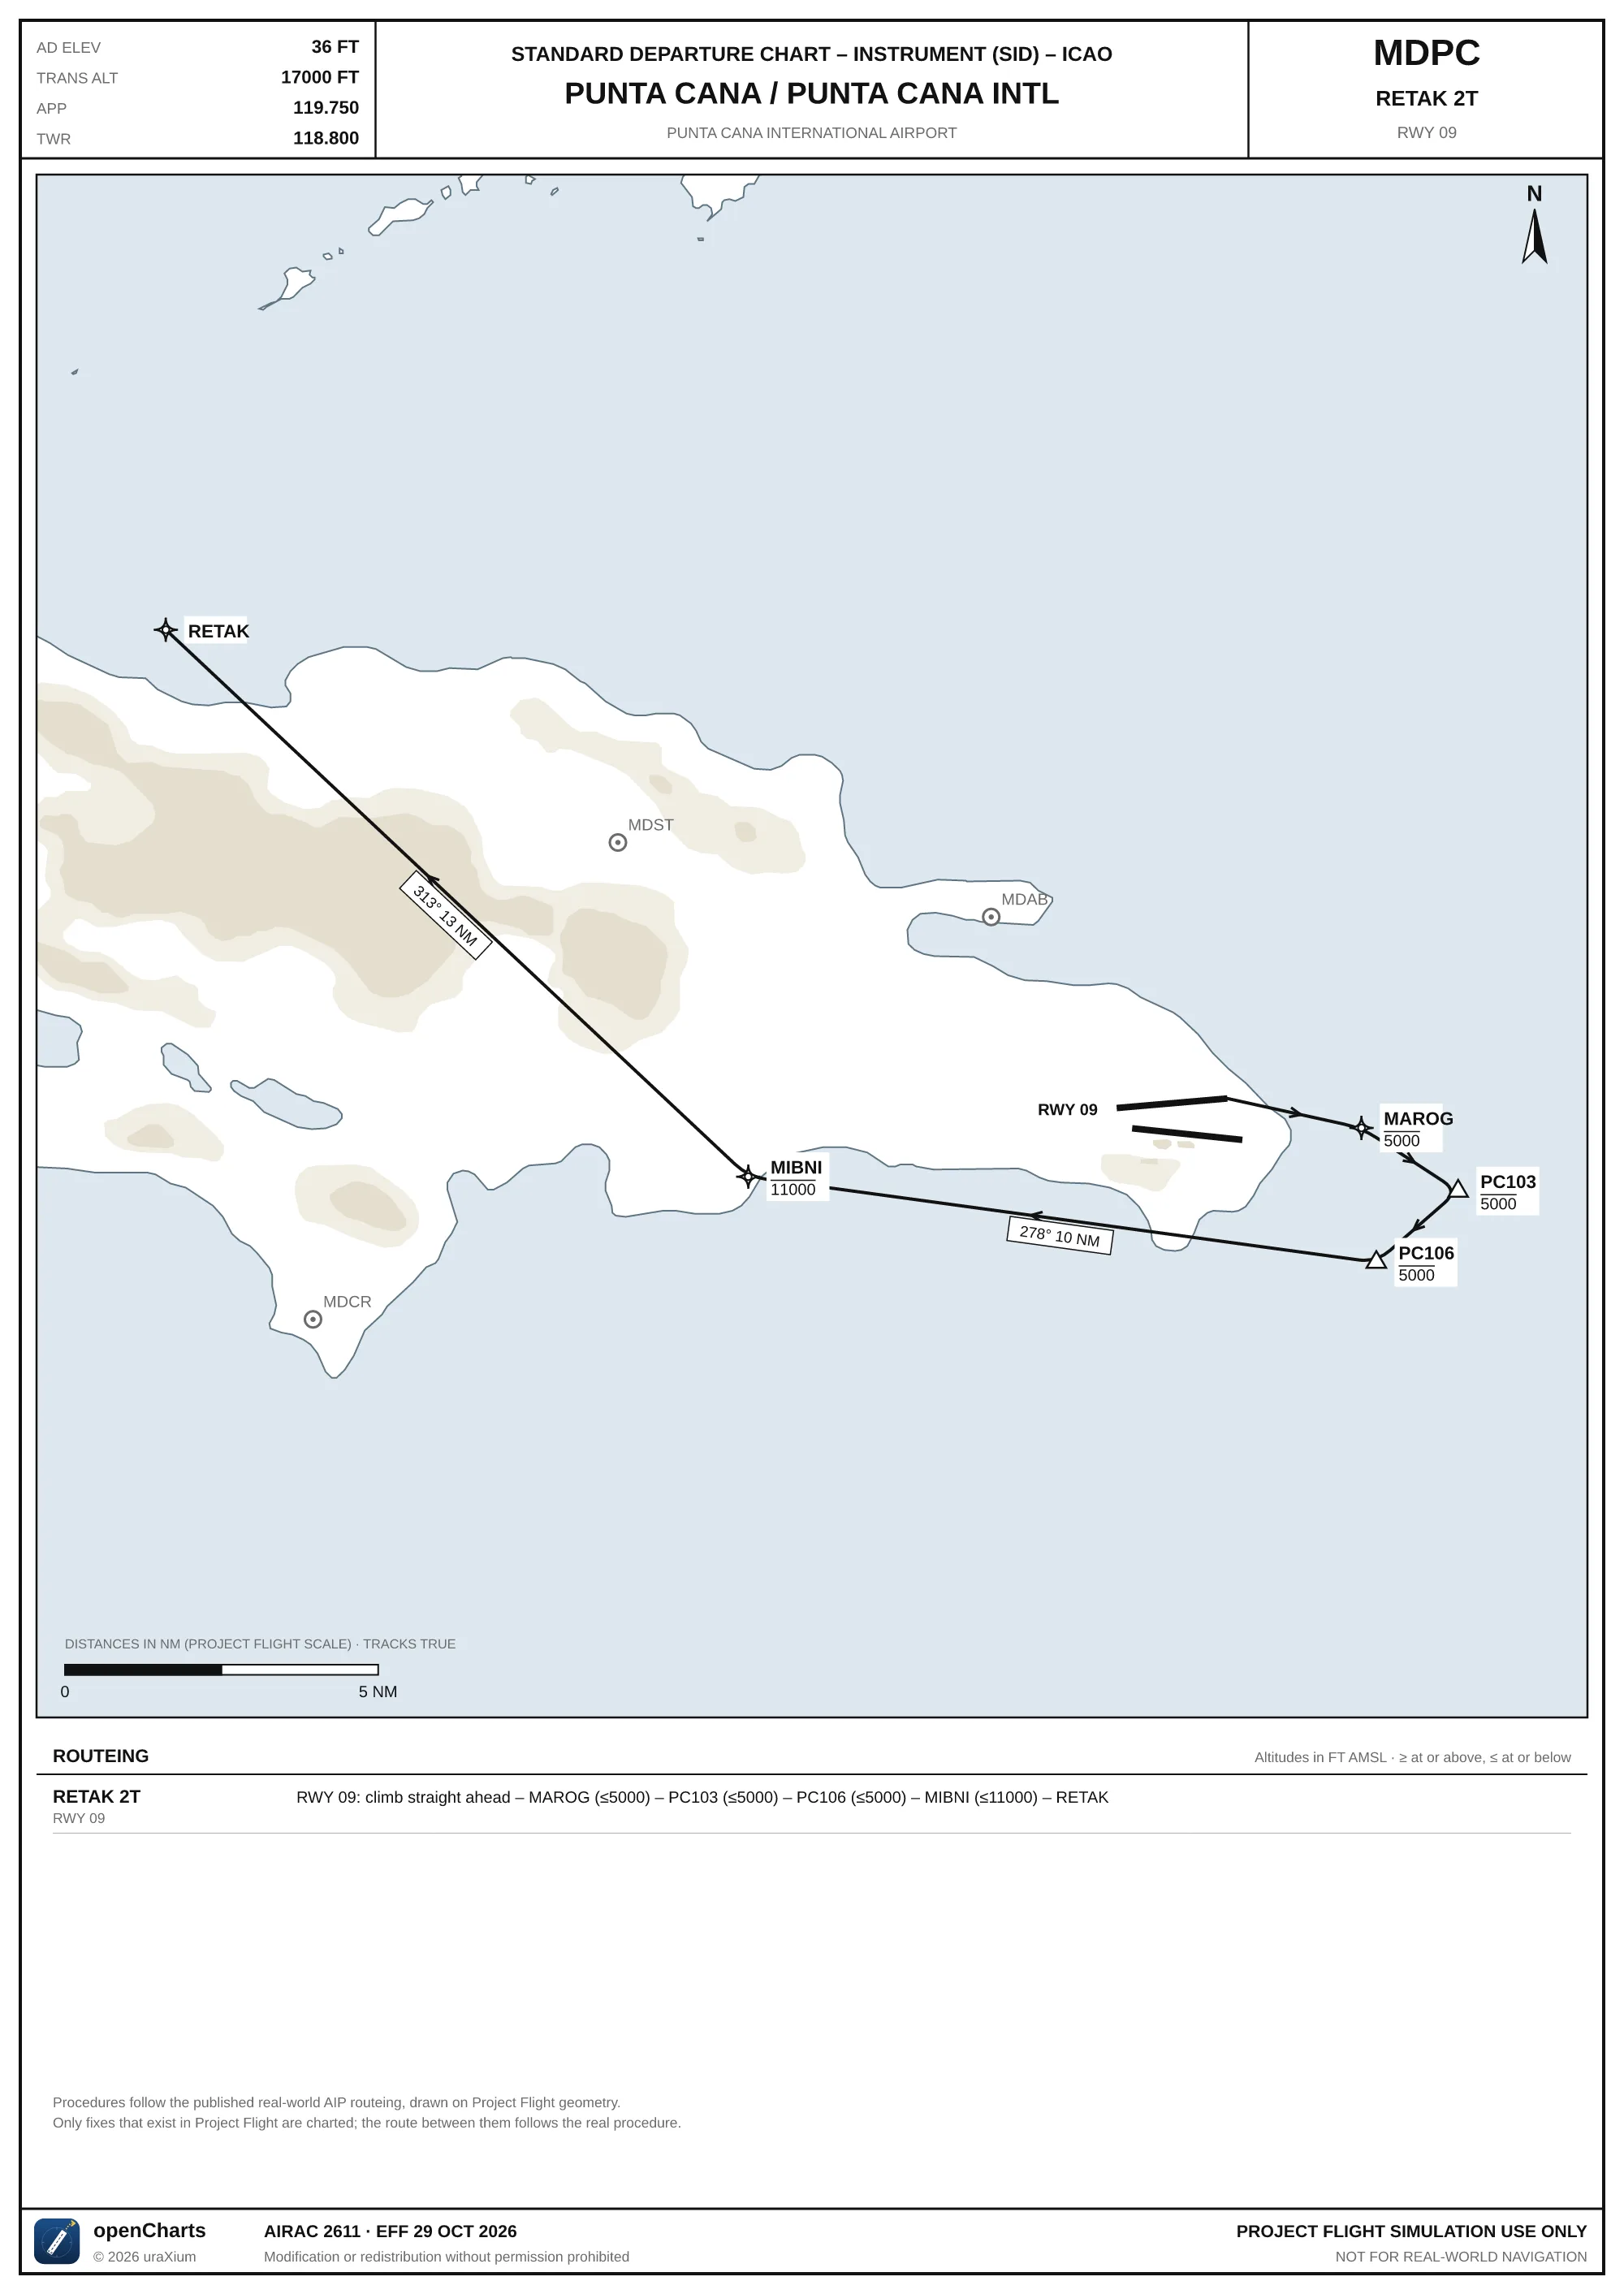 AD ELEV 36 FT
TRANS ALT 17000 FT
APP 119.750
TWR 118.800
STANDARD DEPARTURE CHART – INSTRUMENT (SID) – ICAO
PUNTA CANA / PUNTA CANA INTL
PUNTA CANA INTERNATIONAL AIRPORT
MDPC
RETAK 2T
RWY 09
N
RETAK
MDST
MDAB
313° 13 NM
RWY 09
MAROG
5000
MIBNI
11000
PC103
5000
278° 10 NM
PC106
5000
MDCR
DISTANCES IN NM (PROJECT FLIGHT SCALE) · TRACKS TRUE
0 5 NM
ROUTEING
Altitudes in FT AMSL · ≥ at or above, ≤ at or below
RETAK 2T
RWY 09: climb straight ahead – MAROG (≤5000) – PC103 (≤5000) – PC106 (≤5000) – MIBNI (≤11000) – RETAK
RWY 09
Procedures follow the published real-world AIP routeing, drawn on Project Flight geometry.
Only fixes that exist in Project Flight are charted; the route between them follows the real procedure.
openCharts
© 2026 uraXium
AIRAC 2611 · EFF 29 OCT 2026
Modification or redistribution without permission prohibited
PROJECT FLIGHT SIMULATION USE ONLY
NOT FOR REAL-WORLD NAVIGATION